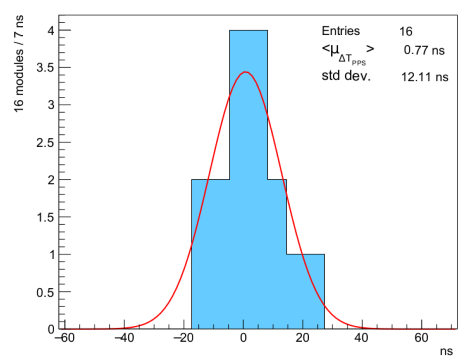 16 modules / 7 ns
Entries 16
<μΔT_PPS> 0.77 ns
std dev. 12.11 ns
4
3.5
3
2.5
2
1.5
1
0.5
0
−60 −40 −20 0 20 40 60
ns